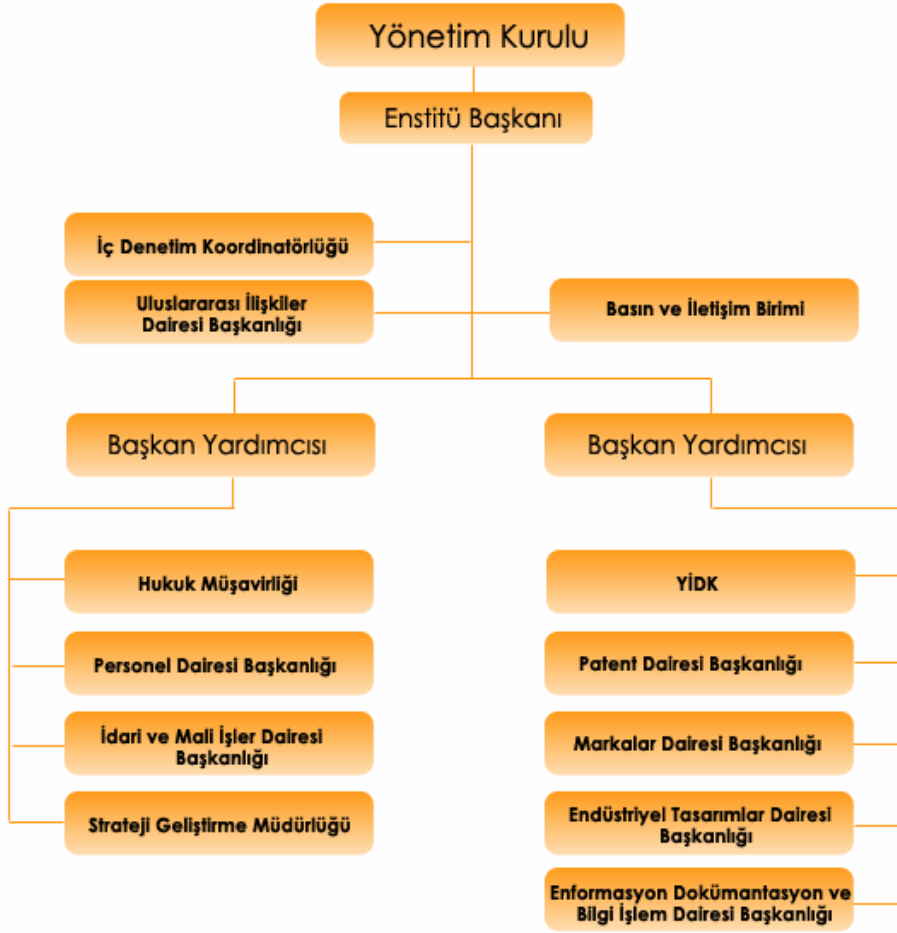 Yönetim Kurulu
Enstitü Başkanı
İç Denetim Koordinatörlüğü
Uluslararası İlişkiler
Dairesi Başkanlığı
Basın ve İletişim Birimi
Başkan Yardımcısı
Başkan Yardımcısı
Hukuk Müşavirliği
Personel Dairesi Başkanlığı
İdari ve Mali İşler Dairesi
Başkanlığı
Strateji Geliştirme Müdürlüğü
YİDK
Patent Dairesi Başkanlığı
Markalar Dairesi Başkanlığı
Endüstriyel Tasarımlar Dairesi
Başkanlığı
Enformasyon Dokümantasyon ve
Bilgi İşlem Dairesi Başkanlığı